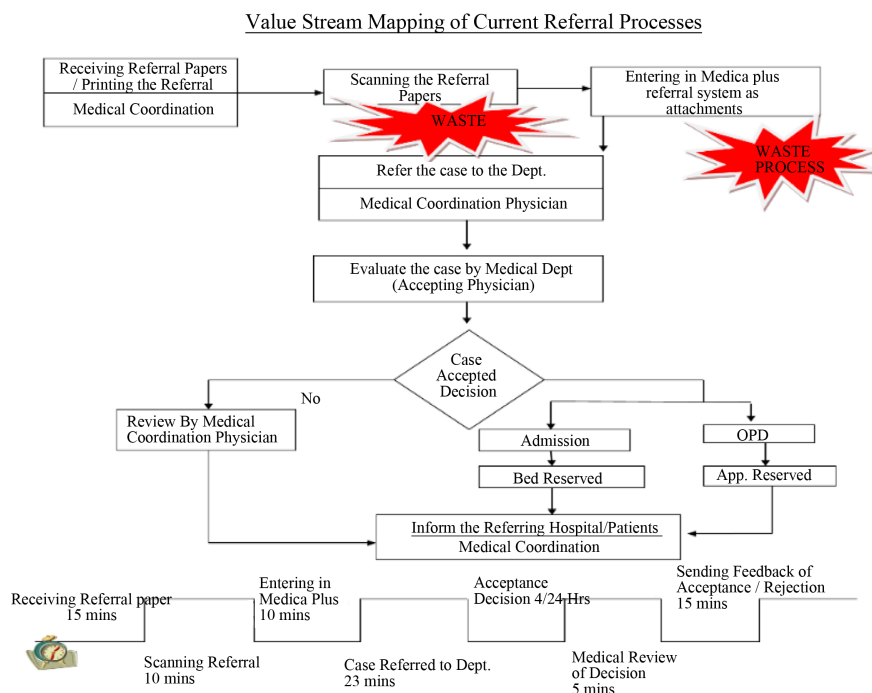 Value Stream Mapping of Current Referral Processes
Receiving Referral Papers
/ Printing the Referral
Medical Coordination
Scanning the Referral
Papers
WASTE
Entering in Medica plus
referral system as
attachments
WASTE
PROCESS
Refer the case to the Dept.
Medical Coordination Physician
Evaluate the case by Medical Dept
(Accepting Physician)
Case
Accepted
Decision
No
Review By Medical
Coordination Physician
Admission
OPD
Bed Reserved
App. Reserved
Inform the Referring Hospital/Patients
Medical Coordination
Receiving Referral paper
15 mins
Scanning Referral
10 mins
Entering in
Medica Plus
10 mins
Case Referred to Dept.
23 mins
Acceptance
Decision 4/24 Hrs
Medical Review
of Decision
5 mins
Sending Feedback of
Acceptance / Rejection
15 mins